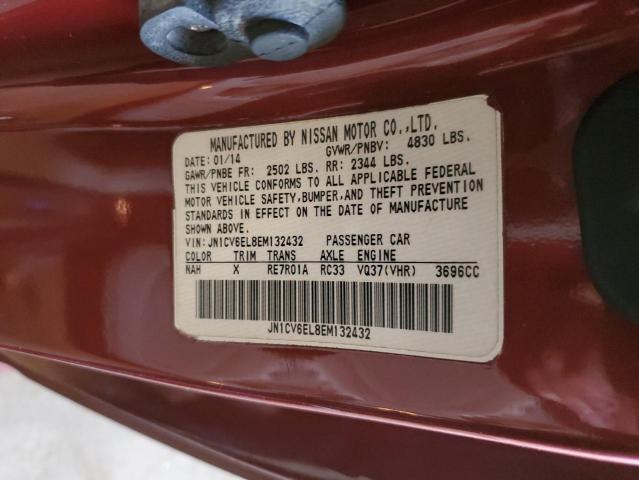 MANUFACTURED BY NISSAN MOTOR CO.,LTD.
DATE: 01/14 GVWR/PNBV: 4830 LBS.
GAWR/PNBE FR: 2502 LBS. RR: 2344 LBS.
THIS VEHICLE CONFORMS TO ALL APPLICABLE FEDERAL
MOTOR VEHICLE SAFETY,BUMPER,AND THEFT PREVENTION
STANDARDS IN EFFECT ON THE DATE OF MANUFACTURE
SHOWN ABOVE.
VIN: JN1CV6EL8EM132432 PASSENGER CAR
COLOR TRIM TRANS AXLE ENGINE
NAH X RE7R01A RC33 VQ37(VHR) 3696CC
JN1CV6EL8EM132432